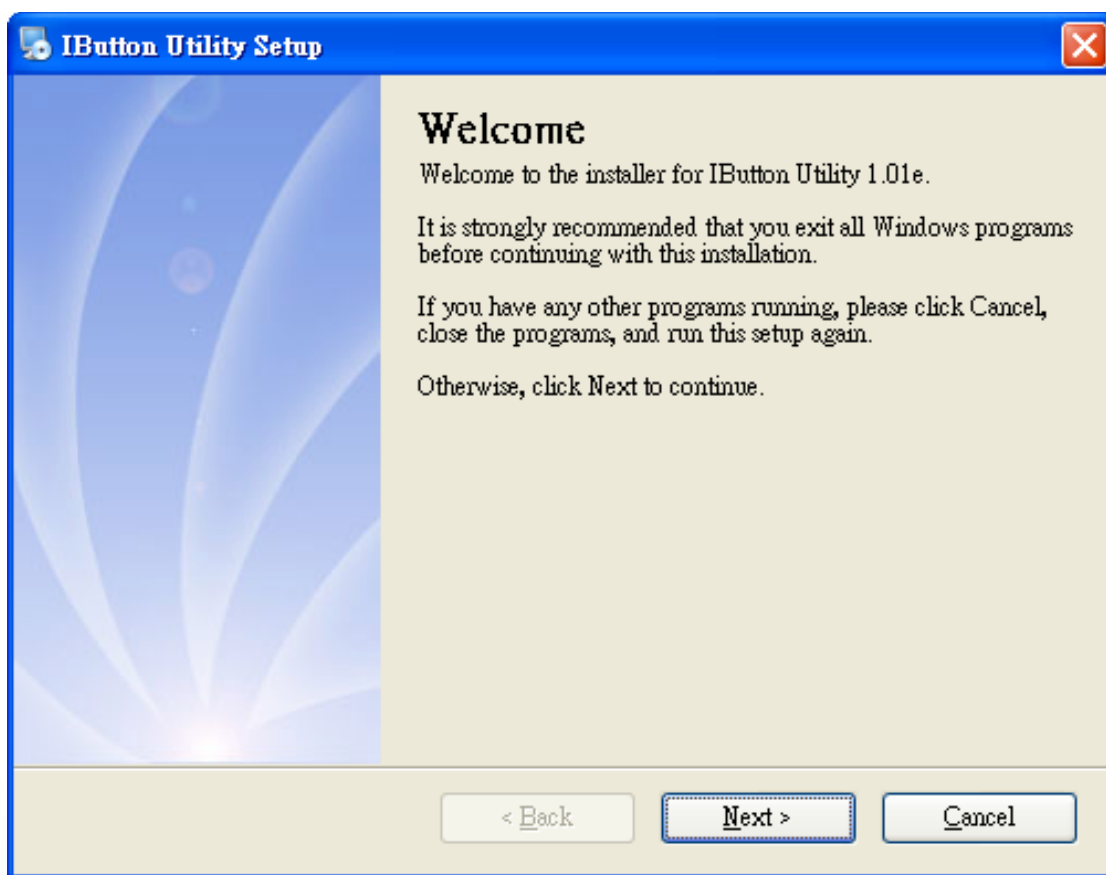 IButton Utility Setup
Welcome
Welcome to the installer for IButton Utility 1.01e.
It is strongly recommended that you exit all Windows programs
before continuing with this installation.
If you have any other programs running, please click Cancel,
close the programs, and run this setup again.
Otherwise, click Next to continue.
< Back
Next >
Cancel